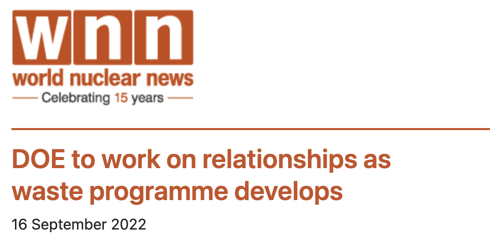 wnn
world nuclear news
Celebrating 15 years
DOE to work on relationships as
waste programme develops
16 September 2022